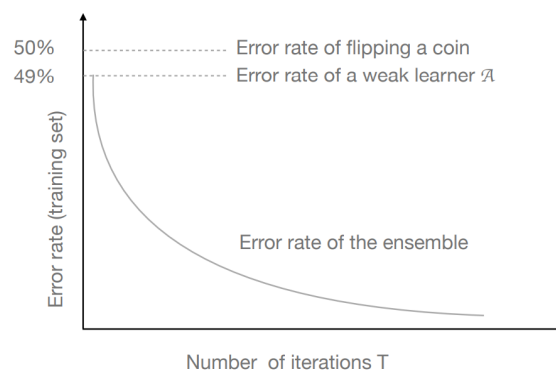 50%
Error rate of flipping a coin
49%
Error rate of a weak learner 𝒜
Error rate (training set)
Error rate of the ensemble
Number of iterations T